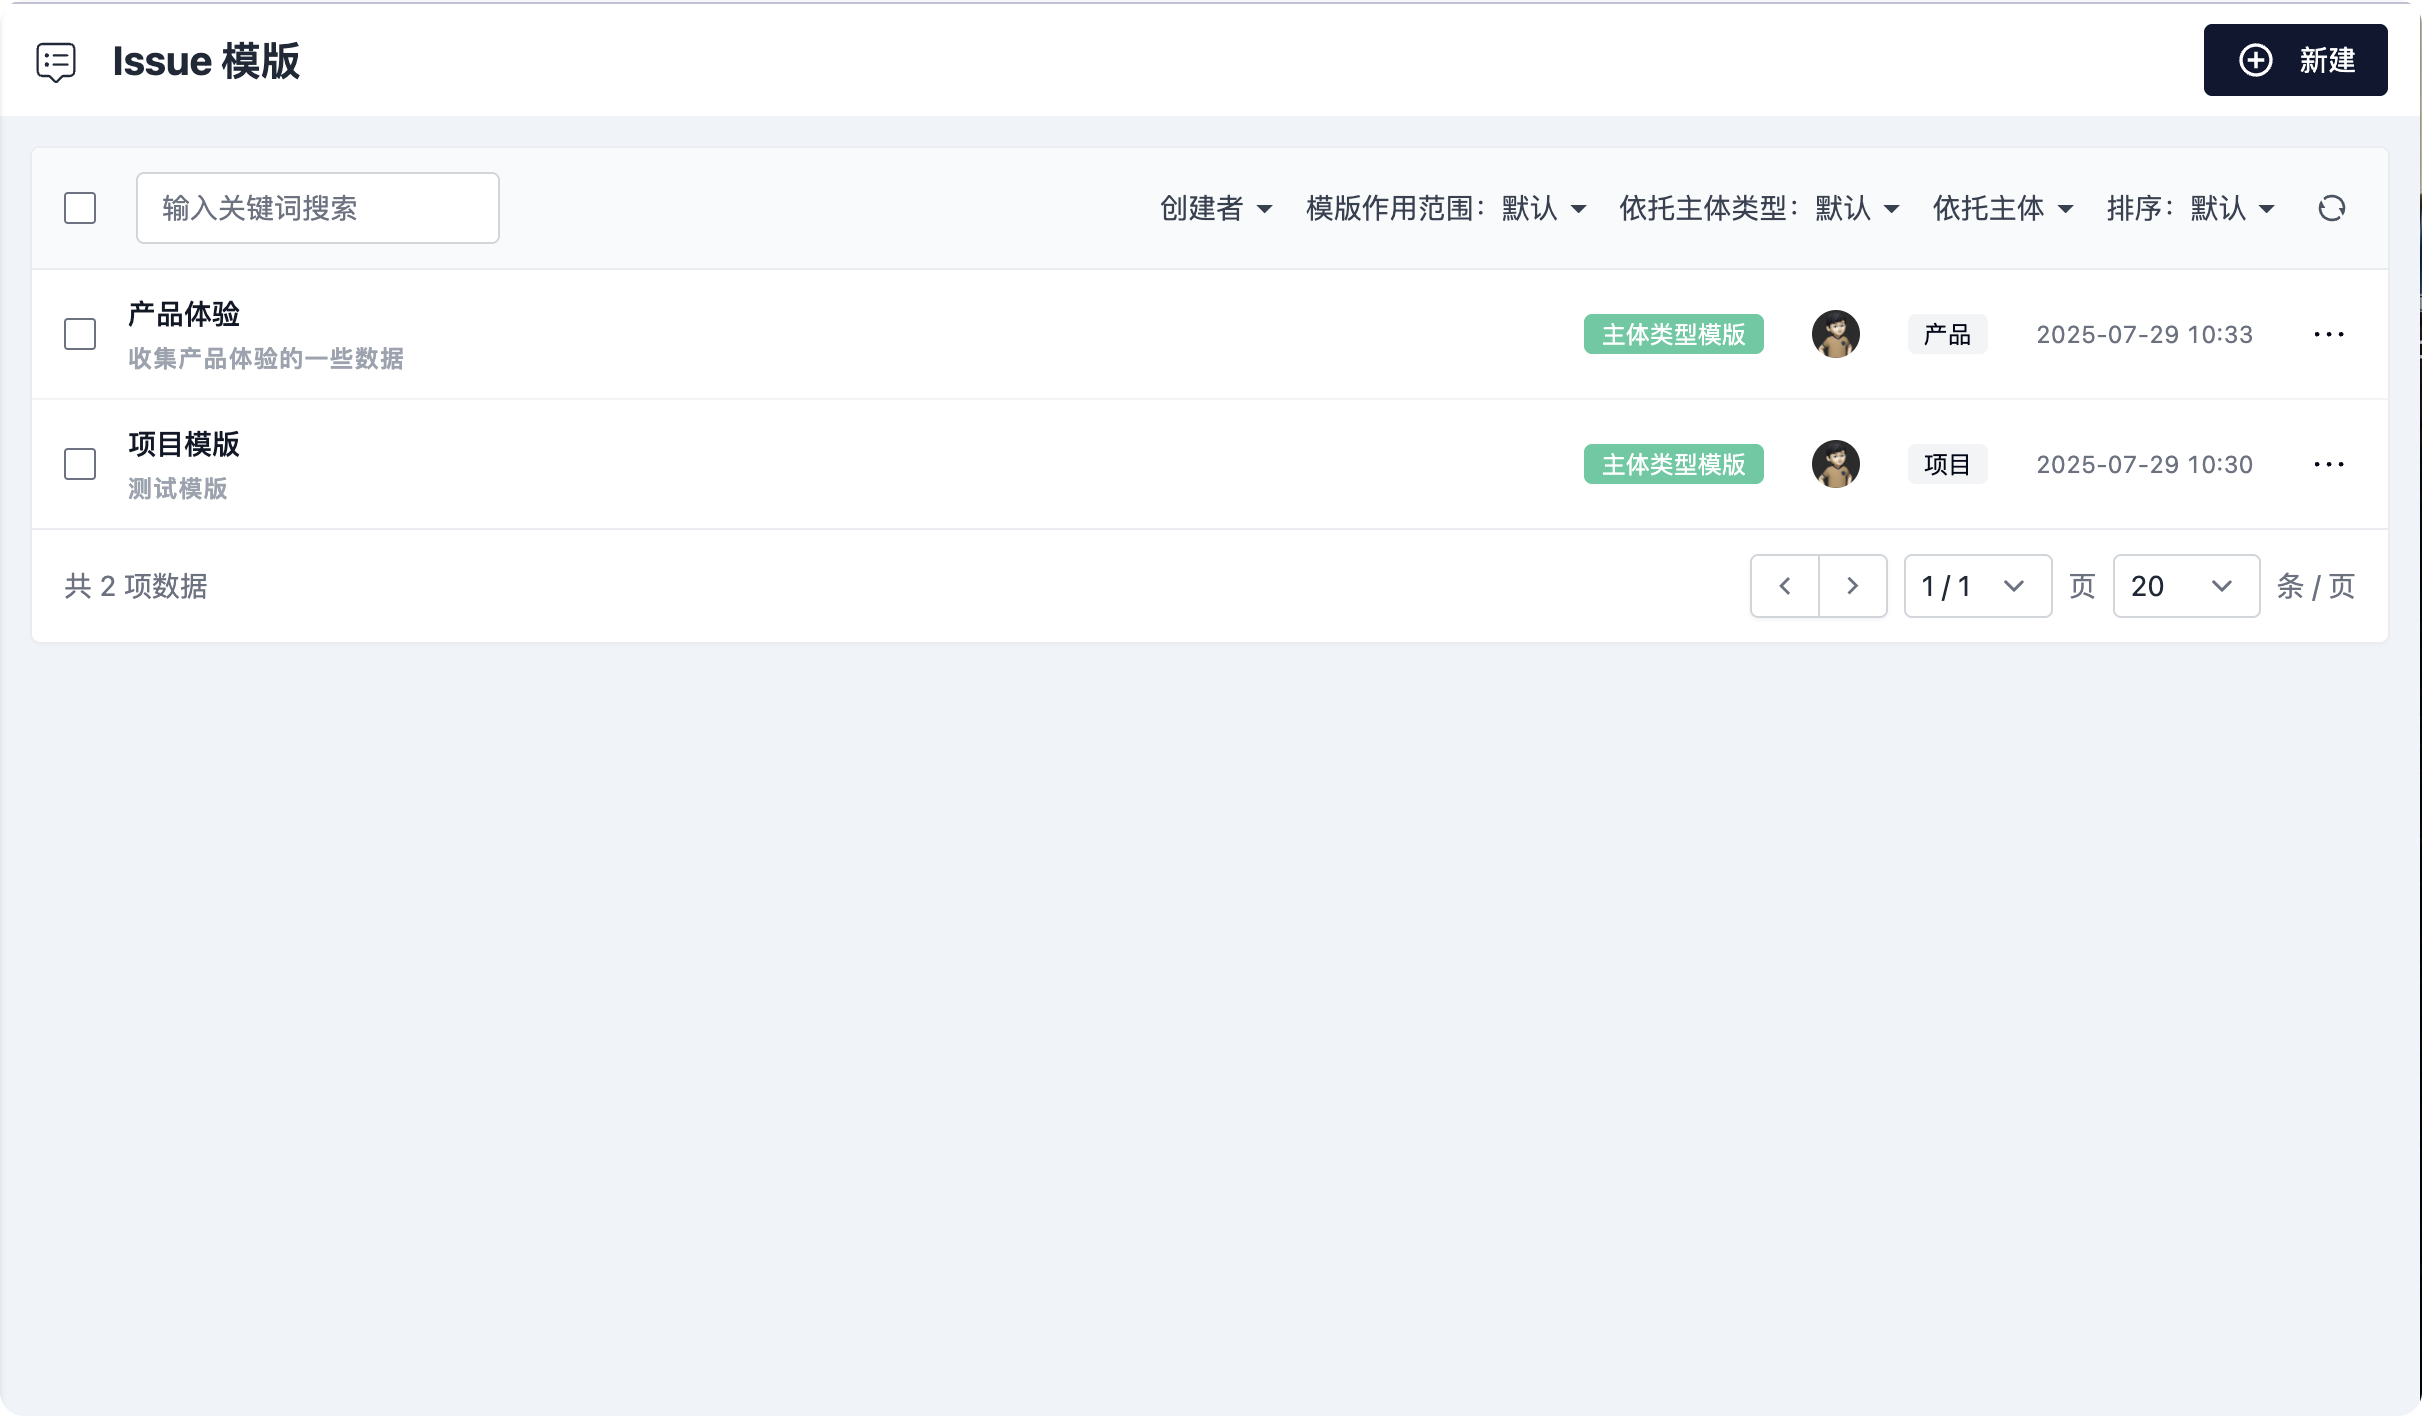 Issue 模版
新建
输入关键词搜索
创建者 模版作用范围：默认 依托主体类型：默认 依托主体 排序：默认
产品体验
收集产品体验的一些数据
主体类型模版 产品 2025-07-29 10:33
项目模版
测试模版
主体类型模版 项目 2025-07-29 10:30
共 2 项数据
1 / 1 页 20 条 / 页